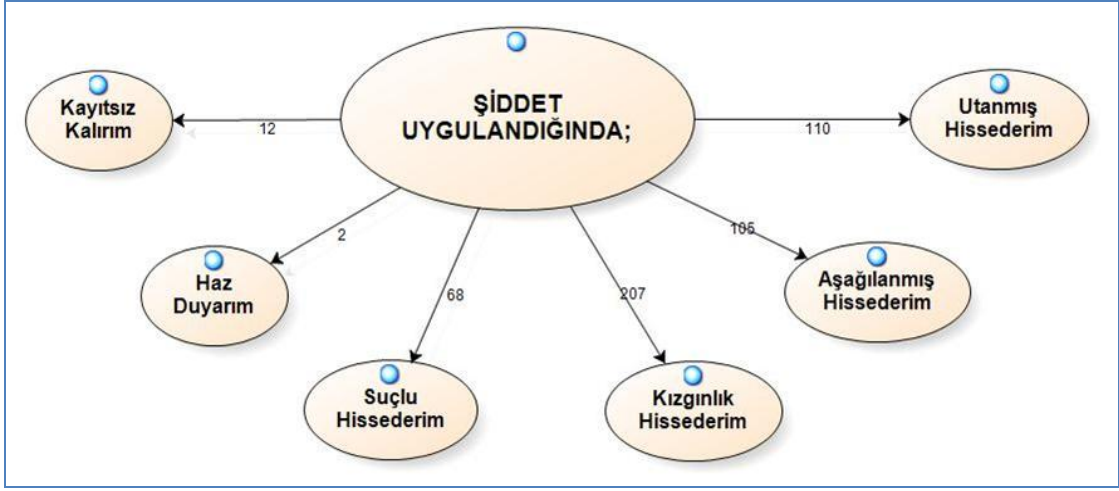 ŞİDDET
UYGULANDIĞINDA;
Kayıtsız
Kalırım
12
110
Utanmış
Hissederim
2
Haz
Duyarım
68
Suçlu
Hissederim
207
Kızgınlık
Hissederim
105
Aşağılanmış
Hissederim